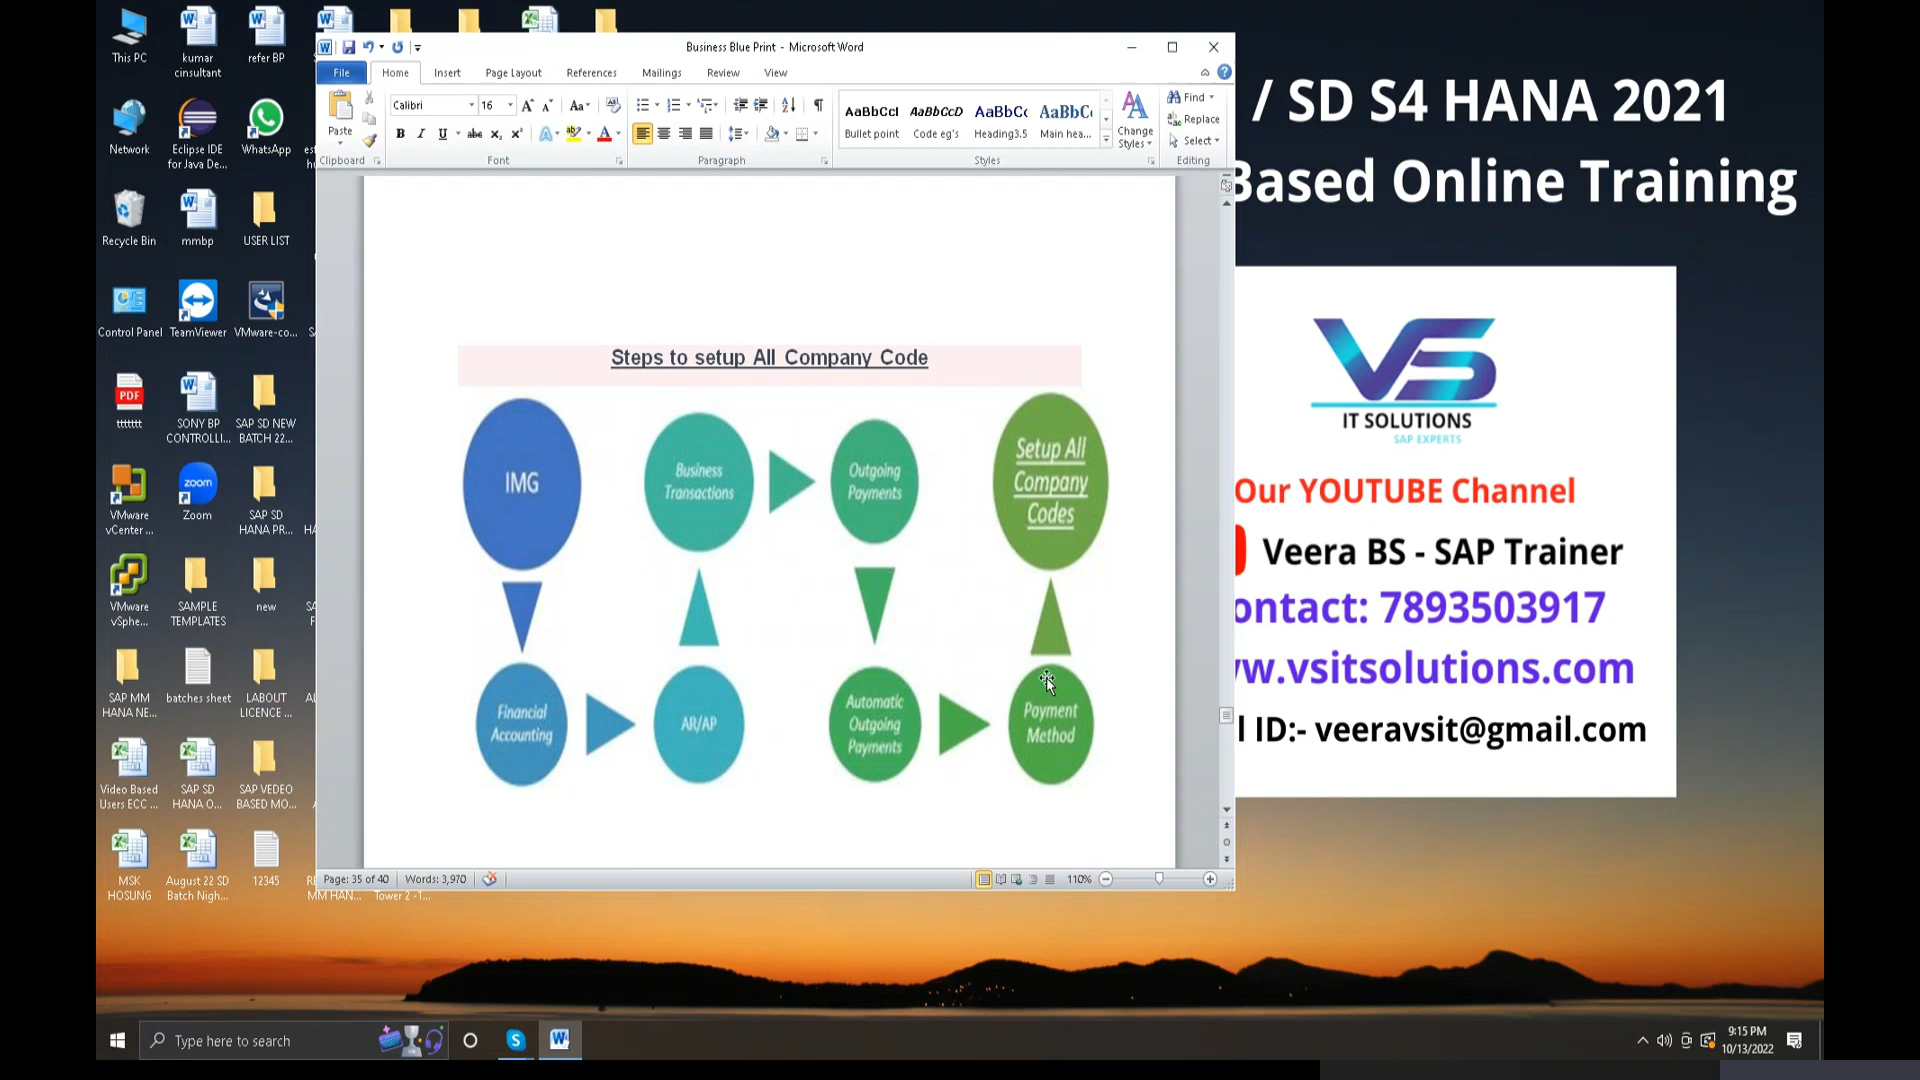 Business Blue Print - Microsoft Word
File
Home
Insert
Page Layout
References
Mailings
Review
View
Calibri
16
Paste
Clipboard
Font
Paragraph
AaBbCcI
AaBbCcD
AaBbCc
AaBbC
Bullet point
Code eg's
Heading3.5
Main hea...
Change
Styles
Styles
Find
Replace
Select
Editing
Steps to setup All Company Code
IMG
Business
Transactions
Outgoing
Payments
Setup All
Company
Codes
Financial
Accounting
AR/AP
Automatic
Outgoing
Payments
Payment
Method
Page: 35 of 40
Words: 3,970
110%
This PC
kumar
cinsultant
refer BP
Network
Eclipse IDE
for Java De...
WhatsApp
Recycle Bin
mmbp
USER LIST
Control Panel
TeamViewer
VMware-co...
PDF
ttttttt
SONY BP
CONTROLLI...
SAP SD NEW
BATCH 22...
VMware
vCenter ...
zoom
Zoom
SAP SD
HANA PR...
VMware
vSphe...
SAMPLE
TEMPLATES
new
SAP MM
HANA NE...
batches sheet
LABOUT
LICENCE ...
Video Based
Users ECC ...
SAP SD
HANA O...
SAP VEDEO
BASED MO...
MSK
HOSUNG
August 22 SD
Batch Nigh...
12345
MM HAN...
Tower 2 -1...
/ SD S4 HANA 2021
Based Online Training
VS
IT SOLUTIONS
SAP EXPERTS
Our YOUTUBE Channel
Veera BS - SAP Trainer
ontact: 7893503917
w.vsitsolutions.com
l ID:- veeravsit@gmail.com
Type here to search
9:15 PM
10/13/2022